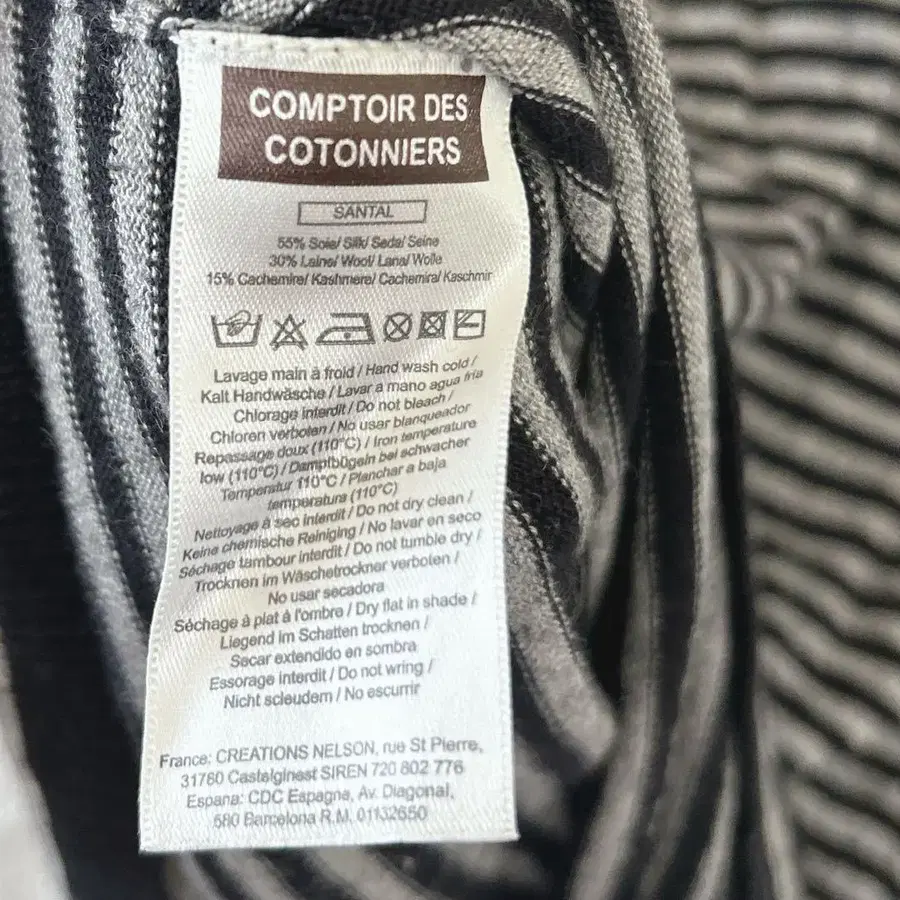 COMPTOIR DES
COTONNIERS
SANTAL
55% Soie/ Silk/ Seda/ Seine
30% Laine/ Wool/ Lana/ Wolle
15% Cachemire/ Kashmere/ Cachemira/ Kaschmir
Lavage main à froid / Hand wash cold /
Kalt Handwäsche / Lavar a mano agua fria
Chlorage interdit / Do not bleach /
Chloren verboten / No usar blanqueador
Repassage doux (110°C) / Iron temperature
low (110°C) / Dampfbügeln bei schwacher
Temperatur 110°C / Planchar a baja
temperatura (110°C)
Nettoyage à sec interdit / Do not dry clean /
Keine chemische Reiniging / No lavar en seco
Séchage tambour interdit / Do not tumble dry /
Trocknen im Wäschetrockner verboten /
No usar secadora
Séchage à plat à l'ombre / Dry flat in shade /
Liegend im Schatten trocknen /
Secar extendido en sombra
Essorage interdit / Do not wring /
Nicht scleudem / No escurrir
France: CREATIONS NELSON, rue St Pierre,
31760 Castelginest SIREN 720 802 776
Espana: CDC Espagne, Av. Diagonal,
580 Barcelona R.M. 01132650